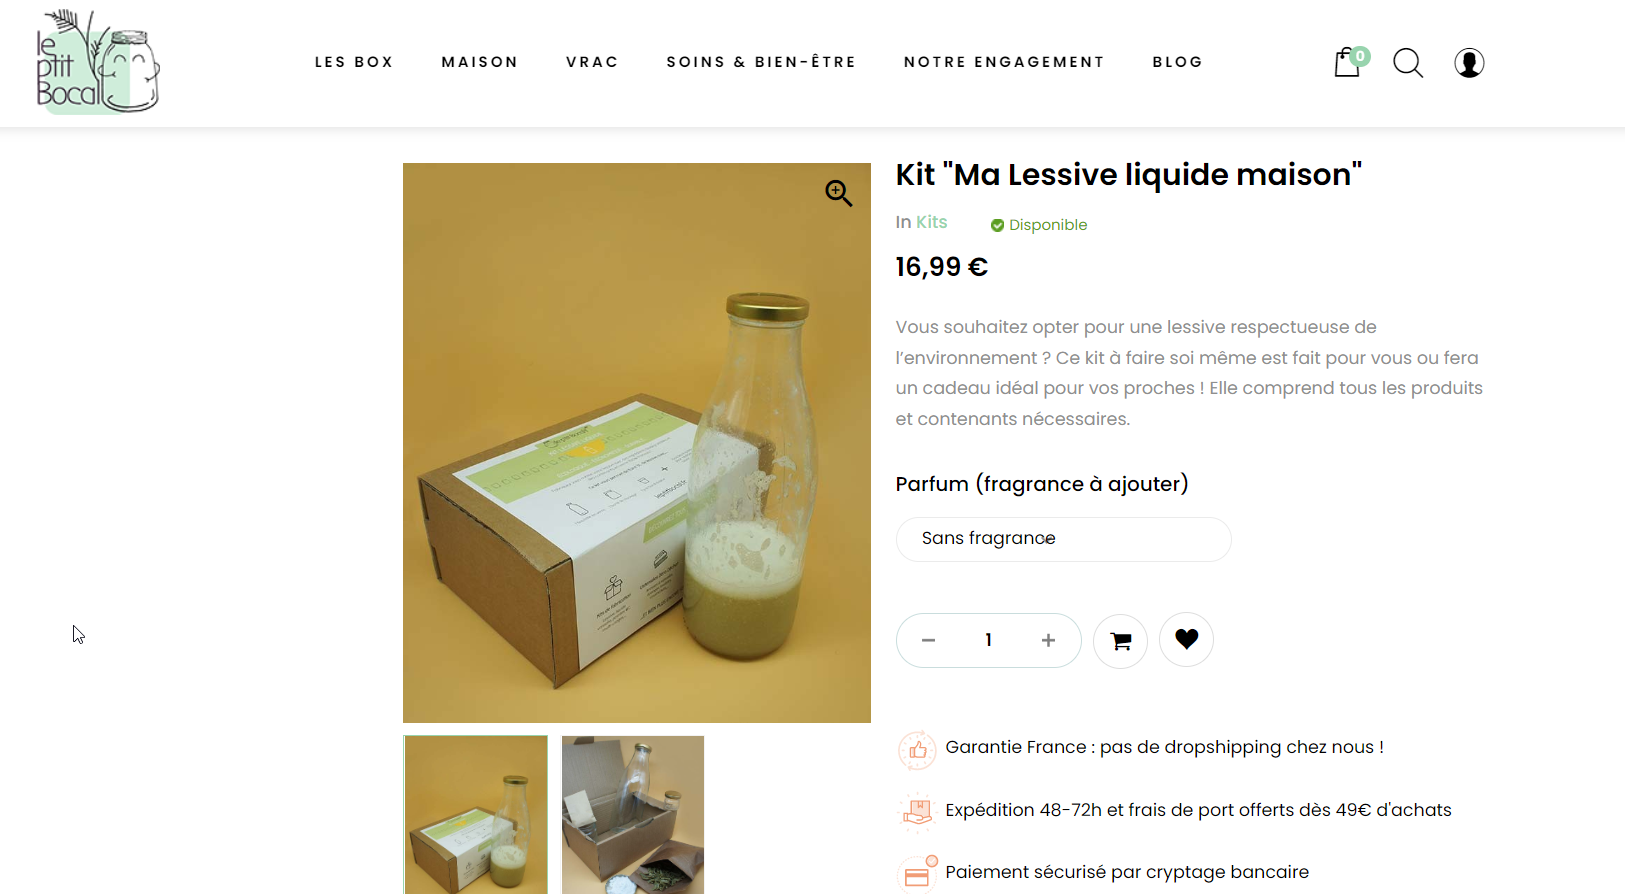 le
ptit
Bocal
LES BOX
MAISON
VRAC
SOINS & BIEN-ÊTRE
NOTRE ENGAGEMENT
BLOG
0
Kit "Ma Lessive liquide maison"
In Kits
Disponible
16,99 €
Vous souhaitez opter pour une lessive respectueuse de
l’environnement ? Ce kit à faire soi même est fait pour vous ou fera
un cadeau idéal pour vos proches ! Elle comprend tous les produits
et contenants nécessaires.
Parfum (fragrance à ajouter)
Sans fragrance
1
Garantie France : pas de dropshipping chez nous !
Expédition 48-72h et frais de port offerts dès 49€ d'achats
Paiement sécurisé par cryptage bancaire